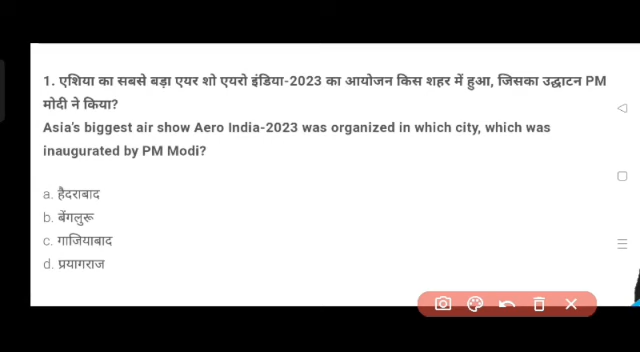 1. एशिया का सबसे बड़ा एयर शो एयरो इंडिया-2023 का आयोजन किस शहर में हुआ, जिसका उद्घाटन PM
मोदी ने किया?
Asia's biggest air show Aero India-2023 was organized in which city, which was
inaugurated by PM Modi?
a. हैदराबाद
b. बेंगलुरू
c. गाजियाबाद
d. प्रयागराज